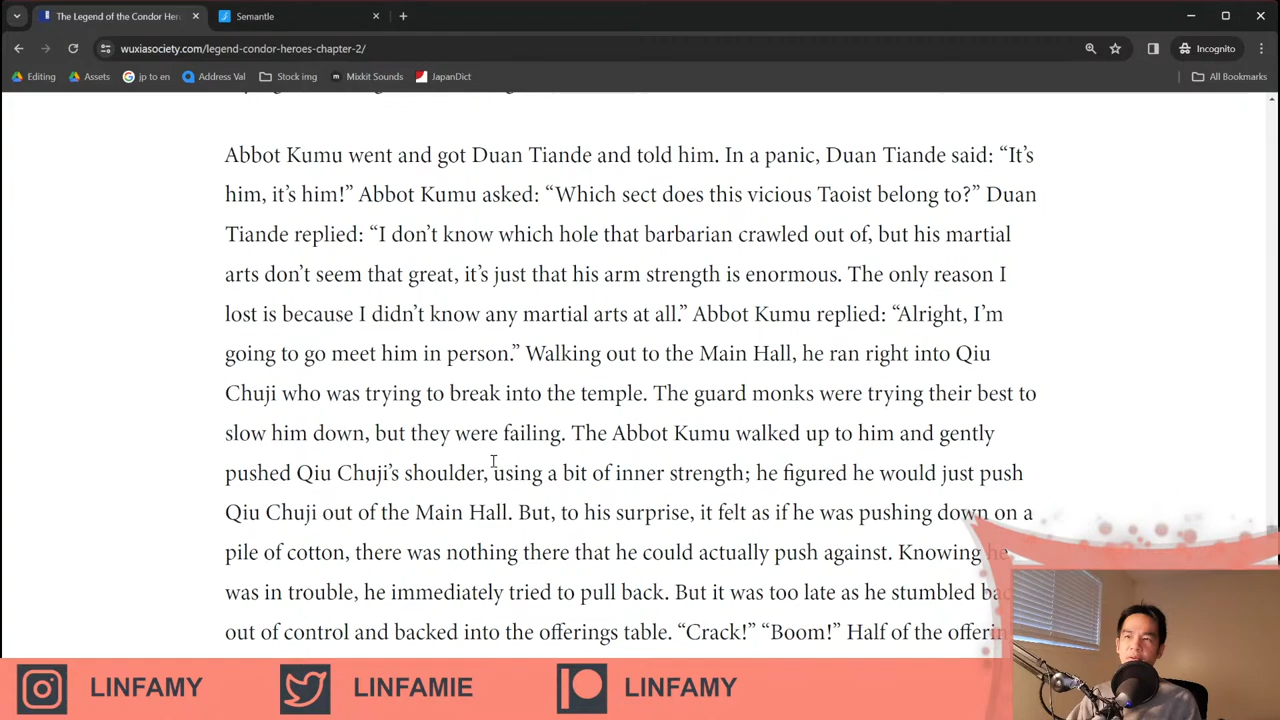 The Legend of the Condor Her
Semantle
wuxiasociety.com/legend-condor-heroes-chapter-2/
Incognito
Editing
Assets
jp to en
Address Val
Stock img
Mixkit Sounds
JapanDict
All Bookmarks
Abbot Kumu went and got Duan Tiande and told him. In a panic, Duan Tiande said: “It’s
him, it’s him!” Abbot Kumu asked: “Which sect does this vicious Taoist belong to?” Duan
Tiande replied: “I don’t know which hole that barbarian crawled out of, but his martial
arts don’t seem that great, it’s just that his arm strength is enormous. The only reason I
lost is because I didn’t know any martial arts at all.” Abbot Kumu replied: “Alright, I’m
going to go meet him in person.” Walking out to the Main Hall, he ran right into Qiu
Chuji who was trying to break into the temple. The guard monks were trying their best to
slow him down, but they were failing. The Abbot Kumu walked up to him and gently
pushed Qiu Chuji’s shoulder, using a bit of inner strength; he figured he would just push
Qiu Chuji out of the Main Hall. But, to his surprise, it felt as if he was pushing down on a
pile of cotton, there was nothing there that he could actually push against. Knowing he
was in trouble, he immediately tried to pull back. But it was too late as he stumbled
out of control and backed into the offerings table. “Crack!” “Boom!” Half of the
LINFAMY
LINFAMIE
LINFAMY